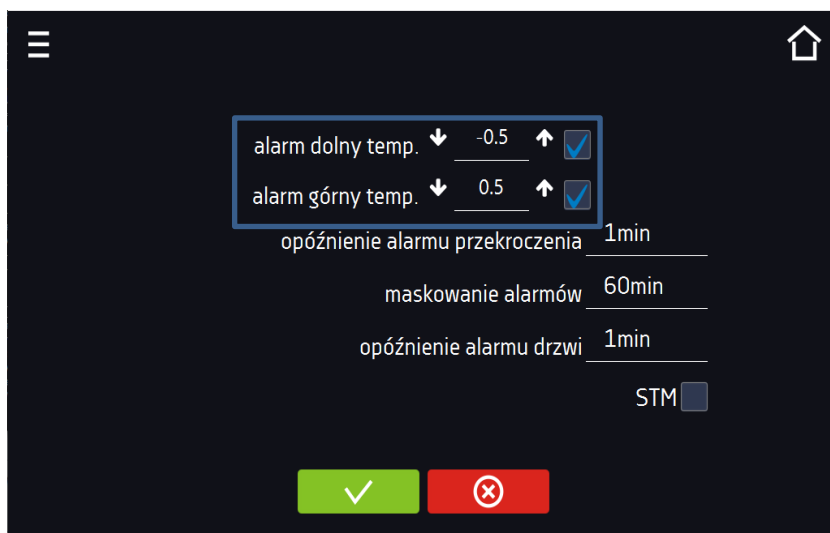 alarm dolny temp. -0.5
alarm górny temp. 0.5
opóźnienie alarmu przekroczenia 1min
maskowanie alarmów 60min
opóźnienie alarmu drzwi 1min
STM